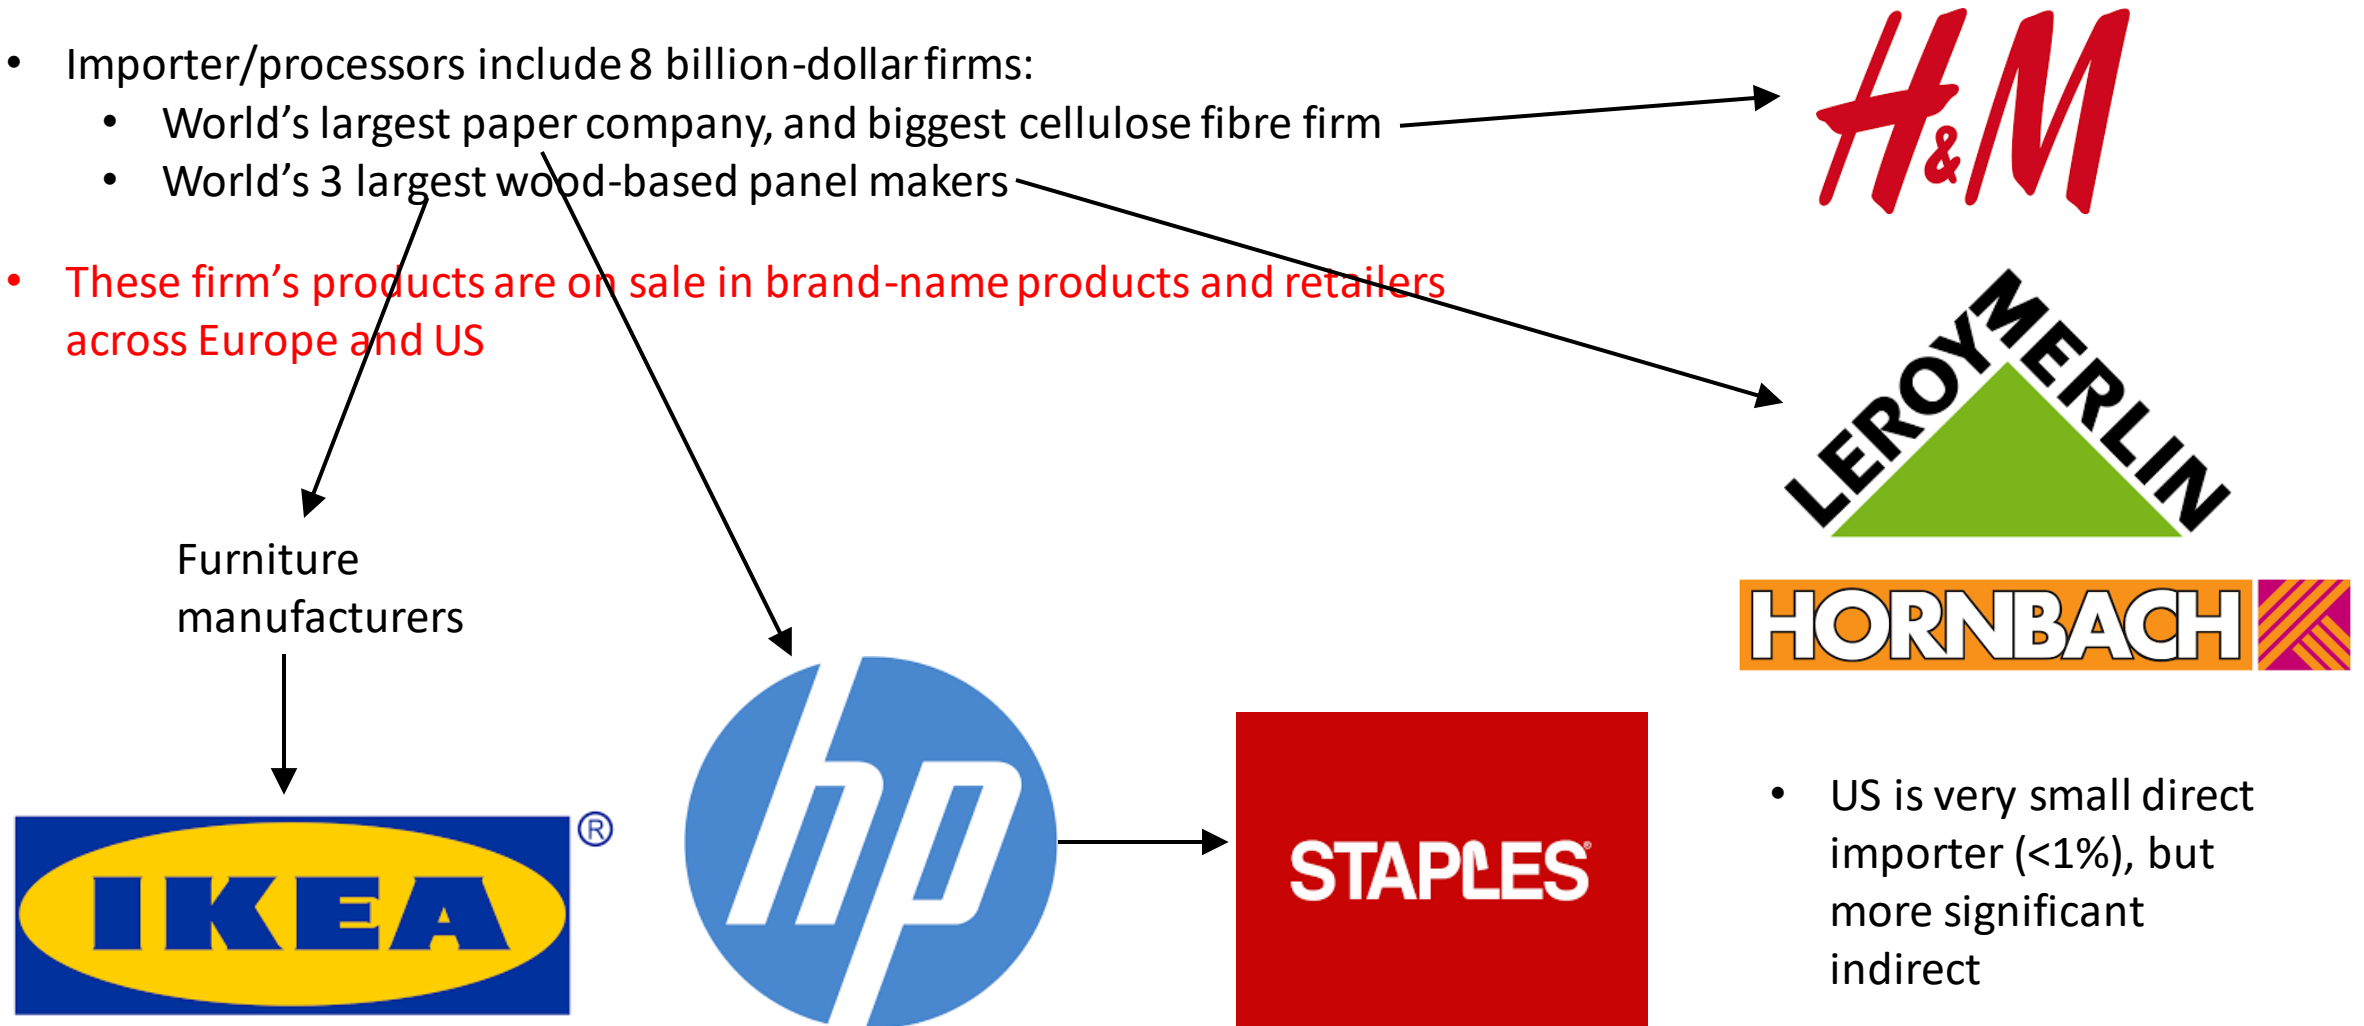 • Importer/processors include 8 billion-dollar firms:
• World's largest paper company, and biggest cellulose fibre firm
• World's 3 largest wood-based panel makers
• These firm's products are on sale in brand-name products and retailers
across Europe and US
H&M
LEROY MERLIN
HORNBACH
Furniture
manufacturers
IKEA ®
hp
STAPLES®
• US is very small direct
importer (<1%), but
more significant
indirect